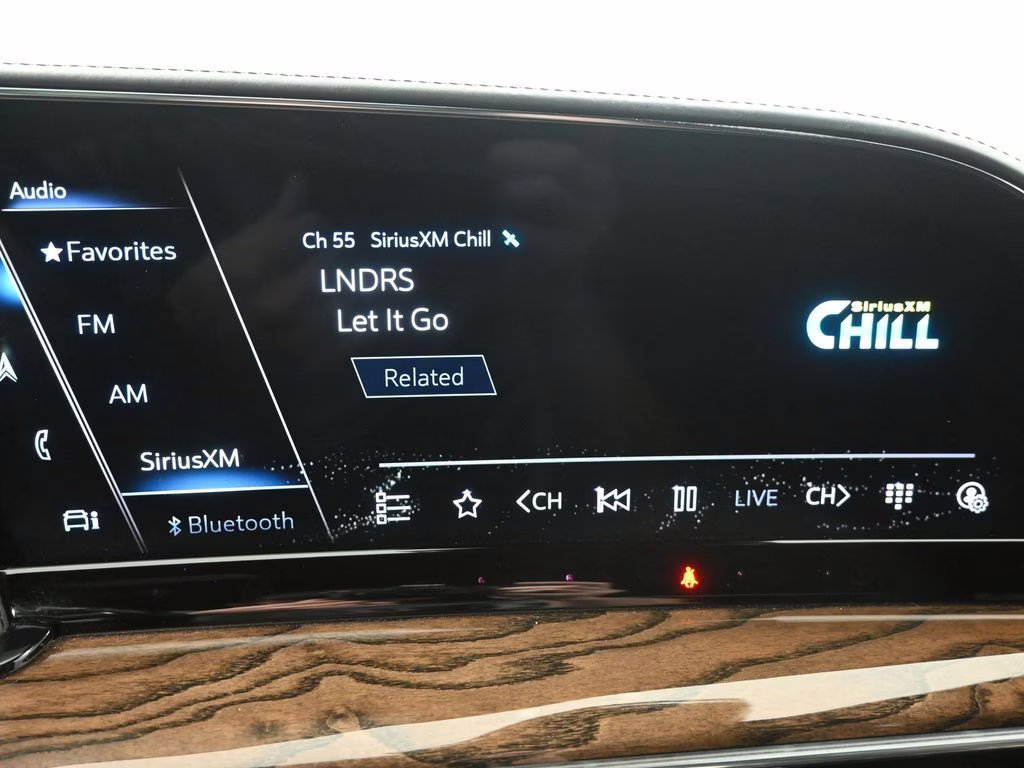 Audio
Favorites
FM
AM
SiriusXM
Bluetooth
Ch 55 SiriusXM Chill
LNDRS
Let It Go
Related
SiriusXM
CHILL
<CH
LIVE
CH>